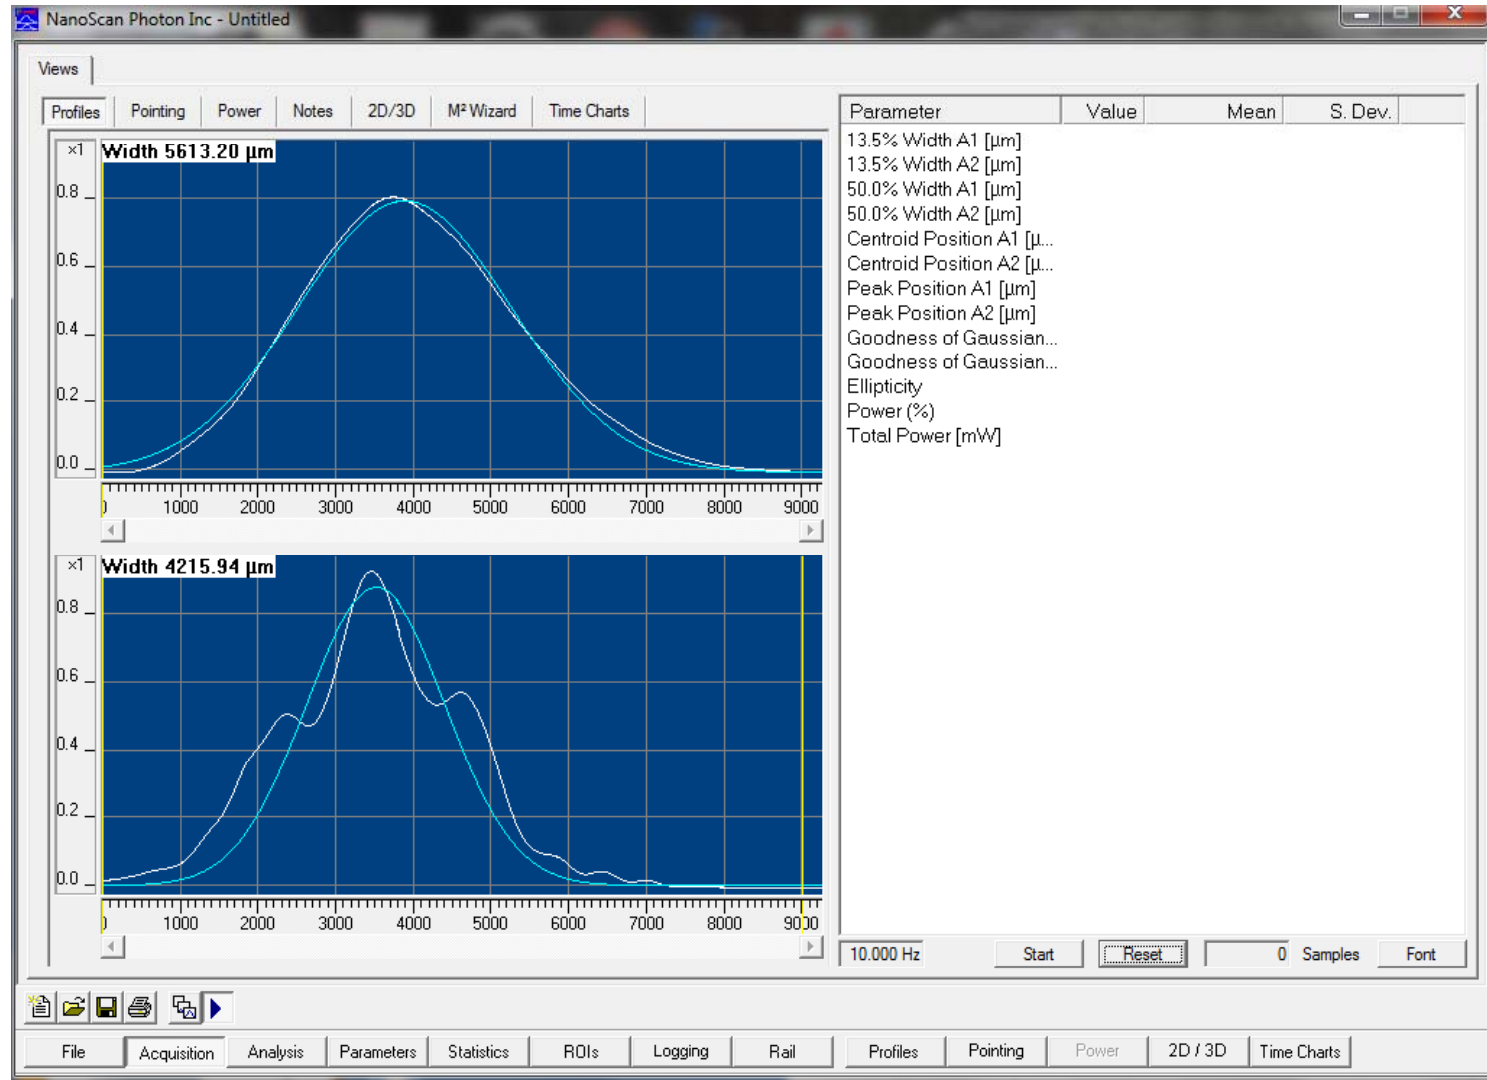 NanoScan Photon Inc - Untitled
Views
Profiles Pointing Power Notes 2D/3D M² Wizard Time Charts
×1 Width 5613.20 µm
0.8
0.6
0.4
0.2
0.0
1000 2000 3000 4000 5000 6000 7000 8000 9000
×1 Width 4215.94 µm
0.8
0.6
0.4
0.2
0.0
1000 2000 3000 4000 5000 6000 7000 8000 9000
Parameter Value Mean S. Dev.
13.5% Width A1 [µm]
13.5% Width A2 [µm]
50.0% Width A1 [µm]
50.0% Width A2 [µm]
Centroid Position A1 [µ...
Centroid Position A2 [µ...
Peak Position A1 [µm]
Peak Position A2 [µm]
Goodness of Gaussian...
Goodness of Gaussian...
Ellipticity
Power (%)
Total Power [mW]
10.000 Hz Start Reset 0 Samples Font
File Acquisition Analysis Parameters Statistics ROIs Logging Rail Profiles Pointing Power 2D / 3D Time Charts